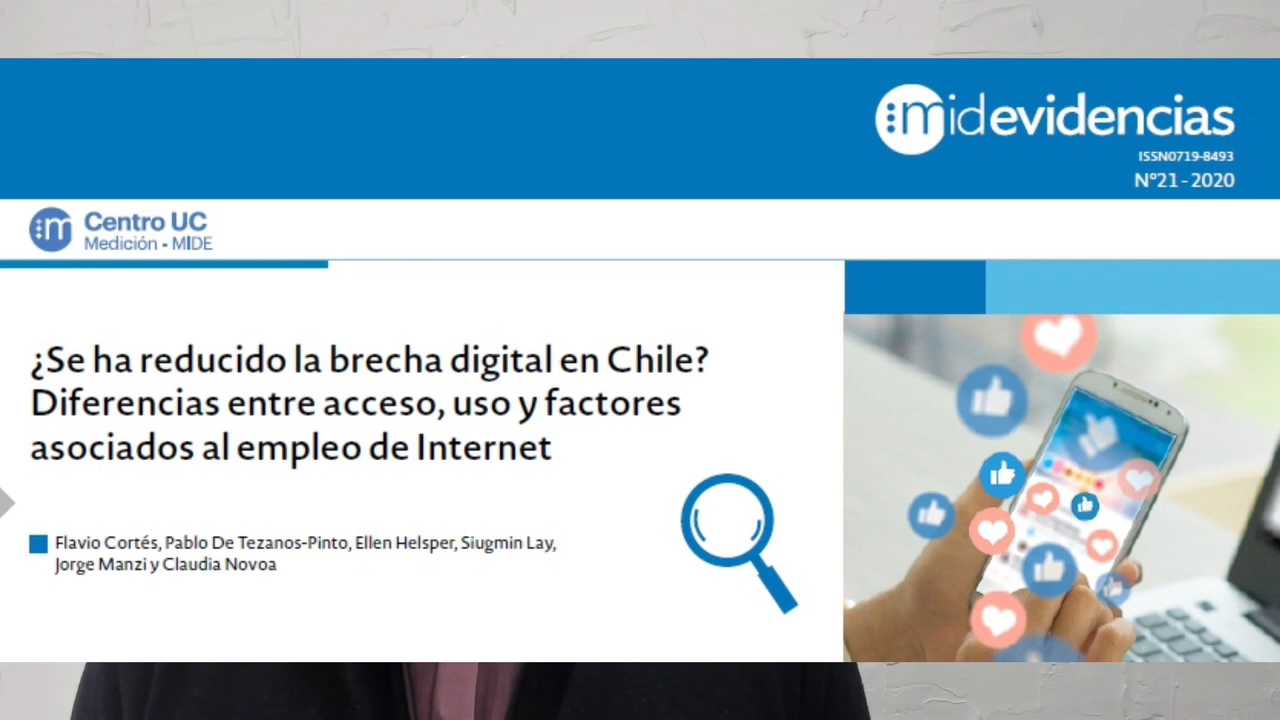 midevidencias
ISSN0719-8493
N°21 - 2020
m Centro UC
Medición - MIDE
¿Se ha reducido la brecha digital en Chile?
Diferencias entre acceso, uso y factores
asociados al empleo de Internet
Flavio Cortés, Pablo De Tezanos-Pinto, Ellen Helsper, Siugmin Lay,
Jorge Manzi y Claudia Novoa